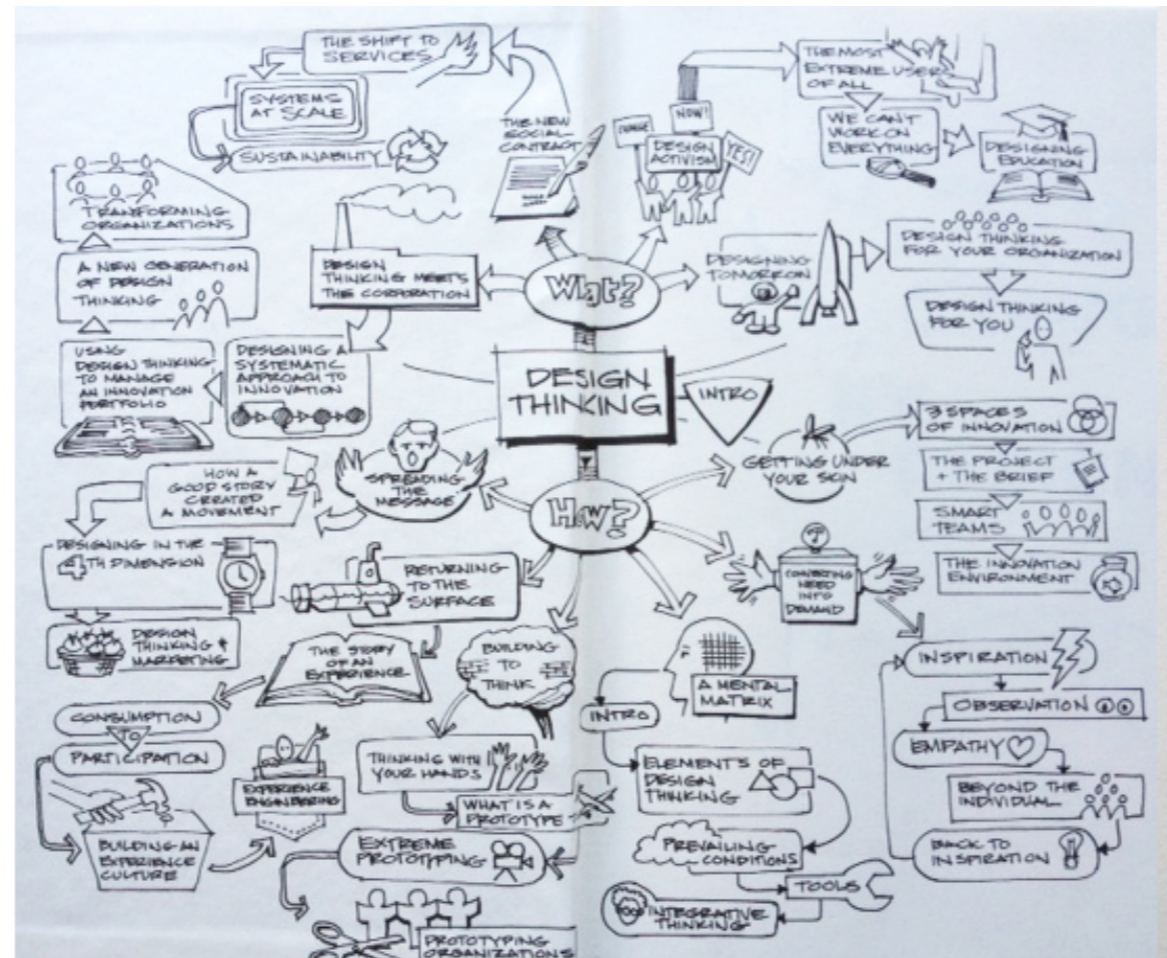 THE SHIFT TO
SERVICES
SYSTEMS
AT SCALE
SUSTAINABILITY
THE NEW
SOCIAL
CONTRACT
CHANGE
NOW!
YES!
DESIGN
ACTIVISM
THE MOST
EXTREME USERS
OF ALL
WE CAN'T
WORK ON
EVERYTHING
DESIGNING
EDUCATION
TRANSFORMING
ORGANIZATIONS
A NEW GENERATION
OF DESIGN
THINKING
USING
DESIGN THINKING
TO MANAGE
AN INNOVATION
PORTFOLIO
DESIGN
THINKING MEETS
THE CORPORATION
DESIGNING A
SYSTEMATIC
APPROACH TO
INNOVATION
What?
DESIGNING
TOMORROW
DESIGN THINKING
FOR YOUR ORGANIZATION
DESIGN THINKING
FOR YOU
DESIGN
THINKING
INTRO
How?
SPREADING
THE
MESSAGE
HOW A
GOOD STORY
CREATED
A MOVEMENT
DESIGNING IN THE
4TH DIMENSION
DESIGN
THINKING +
MARKETING
GETTING UNDER
YOUR SKIN
3 SPACES
OF INNOVATION
THE PROJECT
+ THE BRIEF
SMART
TEAMS
THE INNOVATION
ENVIRONMENT
RETURNING
TO THE
SURFACE
THE STORY
OF AN
EXPERIENCE
CONSUMPTION
TO
PARTICIPATION
BUILDING AN
EXPERIENCE
CULTURE
EXPERIENCE
ENGINEERING
BUILDING
TO
THINK
THINKING WITH
YOUR HANDS
WHAT IS A
PROTOTYPE
EXTREME
PROTOTYPING
PROTOTYPING
ORGANIZATIONS
A MENTAL
MATRIX
INTRO
ELEMENTS OF
DESIGN
THINKING
PREVAILING
CONDITIONS
TOOLS
INTEGRATIVE
THINKING
CONVERTING
NEED
INTO
DEMAND
INSPIRATION
OBSERVATION
EMPATHY
BEYOND THE
INDIVIDUAL
BACK TO
INSPIRATION